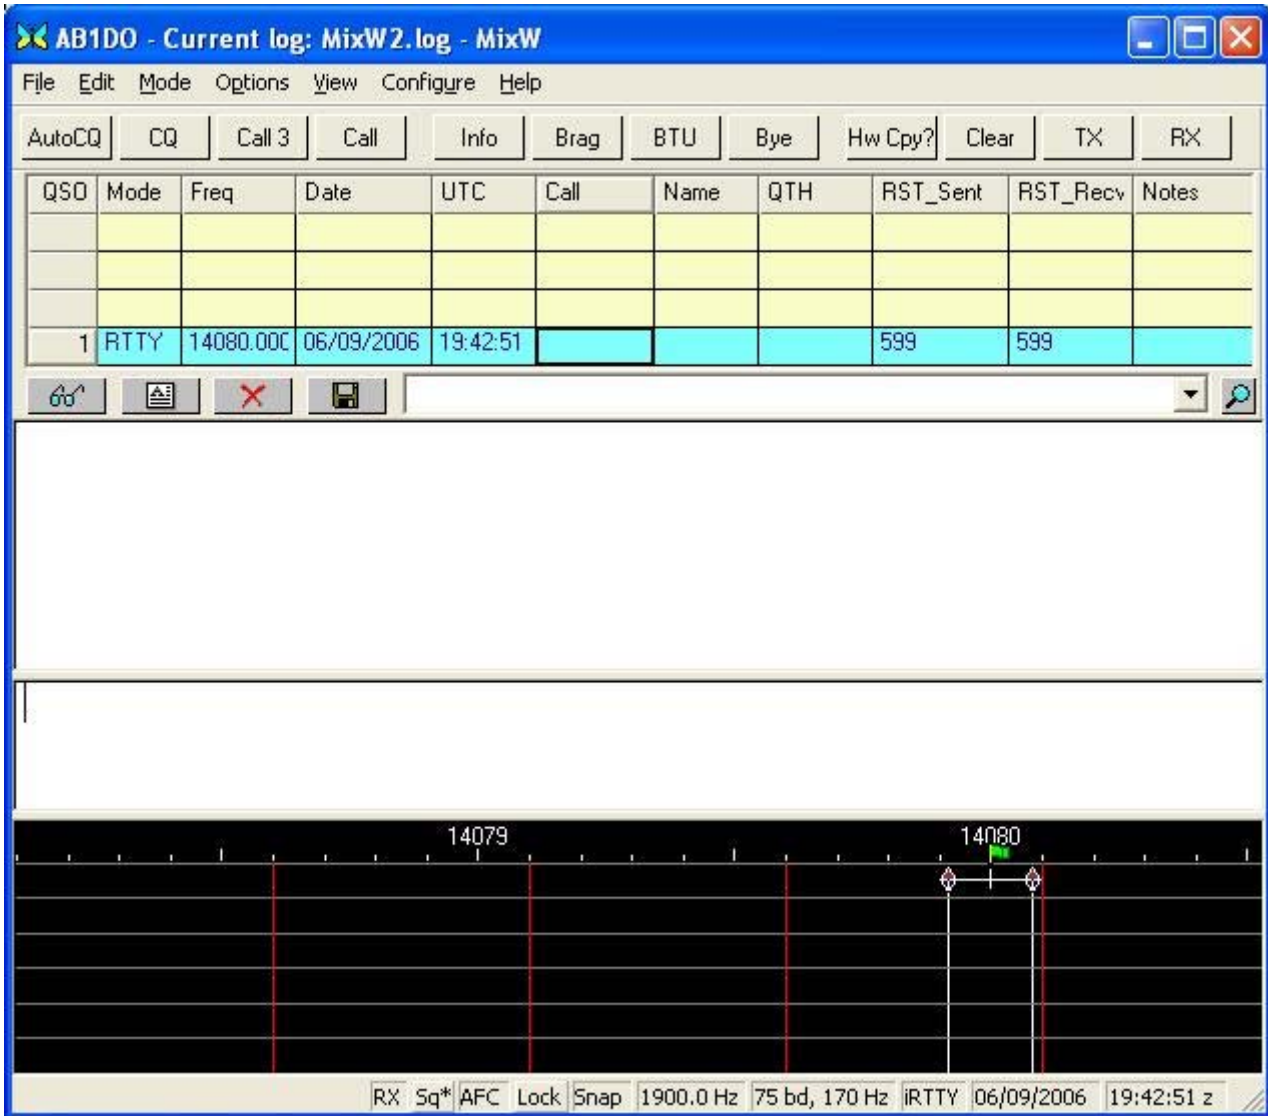 AB1DO - Current log: MixW2.log - MixW
File Edit Mode Options View Configure Help
AutoCQ CQ Call 3 Call Info Brag BTU Bye Hw Cpy? Clear TX RX
QSO Mode Freq Date UTC Call Name QTH RST_Sent RST_Recv Notes
1 RTTY 14080.000 06/09/2006 19:42:51 599 599
14079 14080
RX Sq* AFC Lock Snap 1900.0 Hz 75 bd, 170 Hz iRTTY 06/09/2006 19:42:51 z